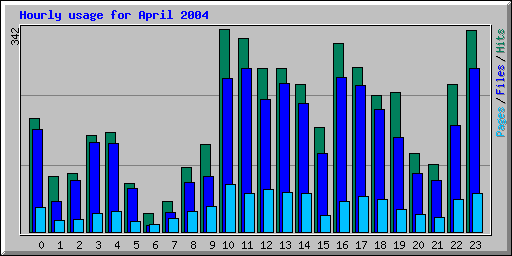 Hourly usage for April 2004
342
Pages / Files / Hits
0 1 2 3 4 5 6 7 8 9 10 11 12 13 14 15 16 17 18 19 20 21 22 23